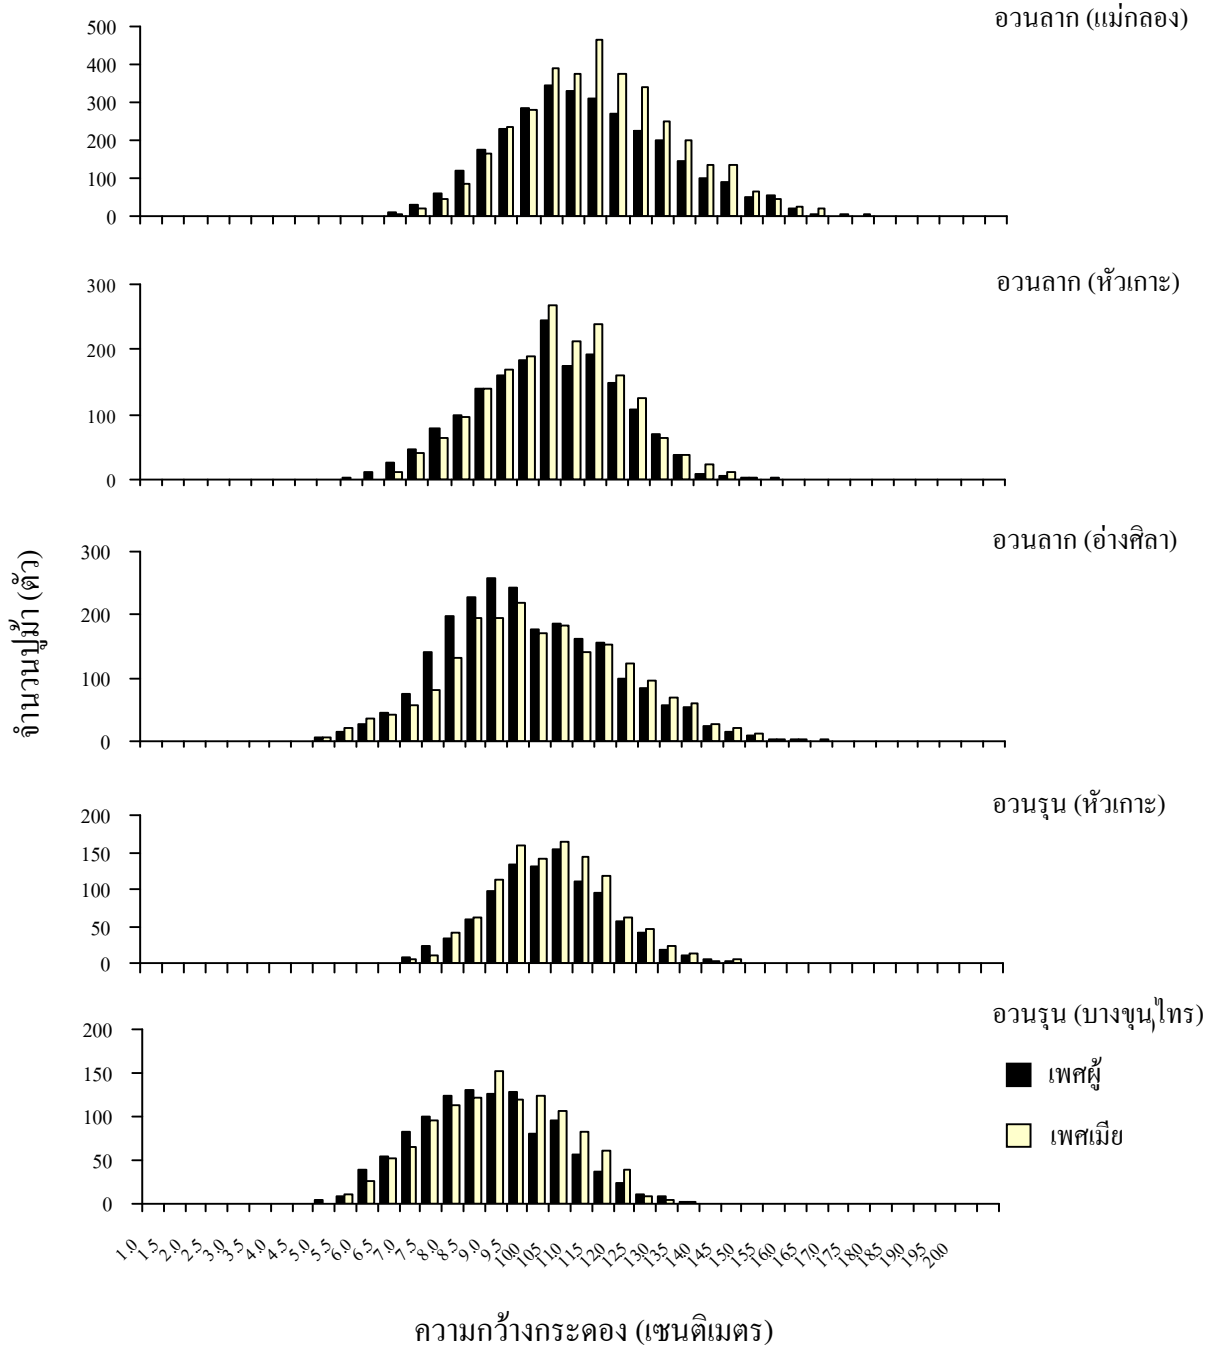 อวนลาก (แม่กลอง)
500
400
300
200
100
0
อวนลาก (หัวเกาะ)
300
200
100
0
อวนลาก (อ่างศิลา)
300
200
100
0
จำนวนปูม้า (ตัว)
อวนรุน (หัวเกาะ)
200
150
100
50
0
อวนรุน (บางขุนไทร)
200
150
100
50
0
เพศผู้
เพศเมีย
1.0 1.5 2.0 2.5 3.0 3.5 4.0 4.5 5.0 5.5 6.0 6.5 7.0 7.5 8.0 8.5 9.0 9.5 10.0 10.5 11.0 11.5 12.0 12.5 13.0 13.5 14.0 14.5 15.0 15.5 16.0 16.5 17.0 17.5 18.0 18.5 19.0 19.5 20.0
ความกว้างกระดอง (เซนติเมตร)